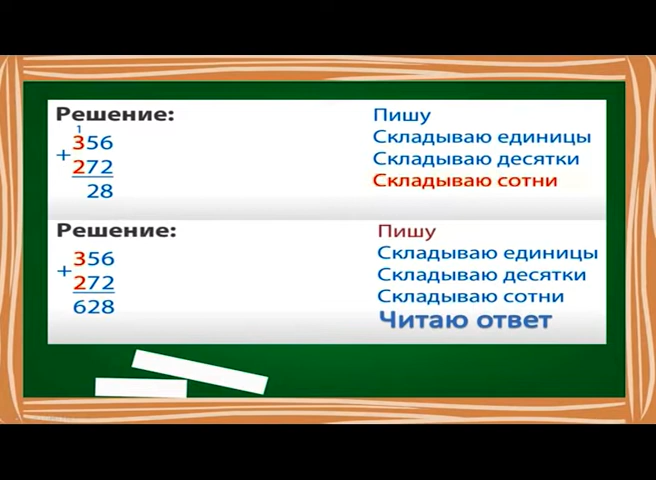 Решение:
1
356
+
272
28
Пишу
Складываю единицы
Складываю десятки
Складываю сотни
Решение:
356
+
272
628
Пишу
Складываю единицы
Складываю десятки
Складываю сотни
Читаю ответ